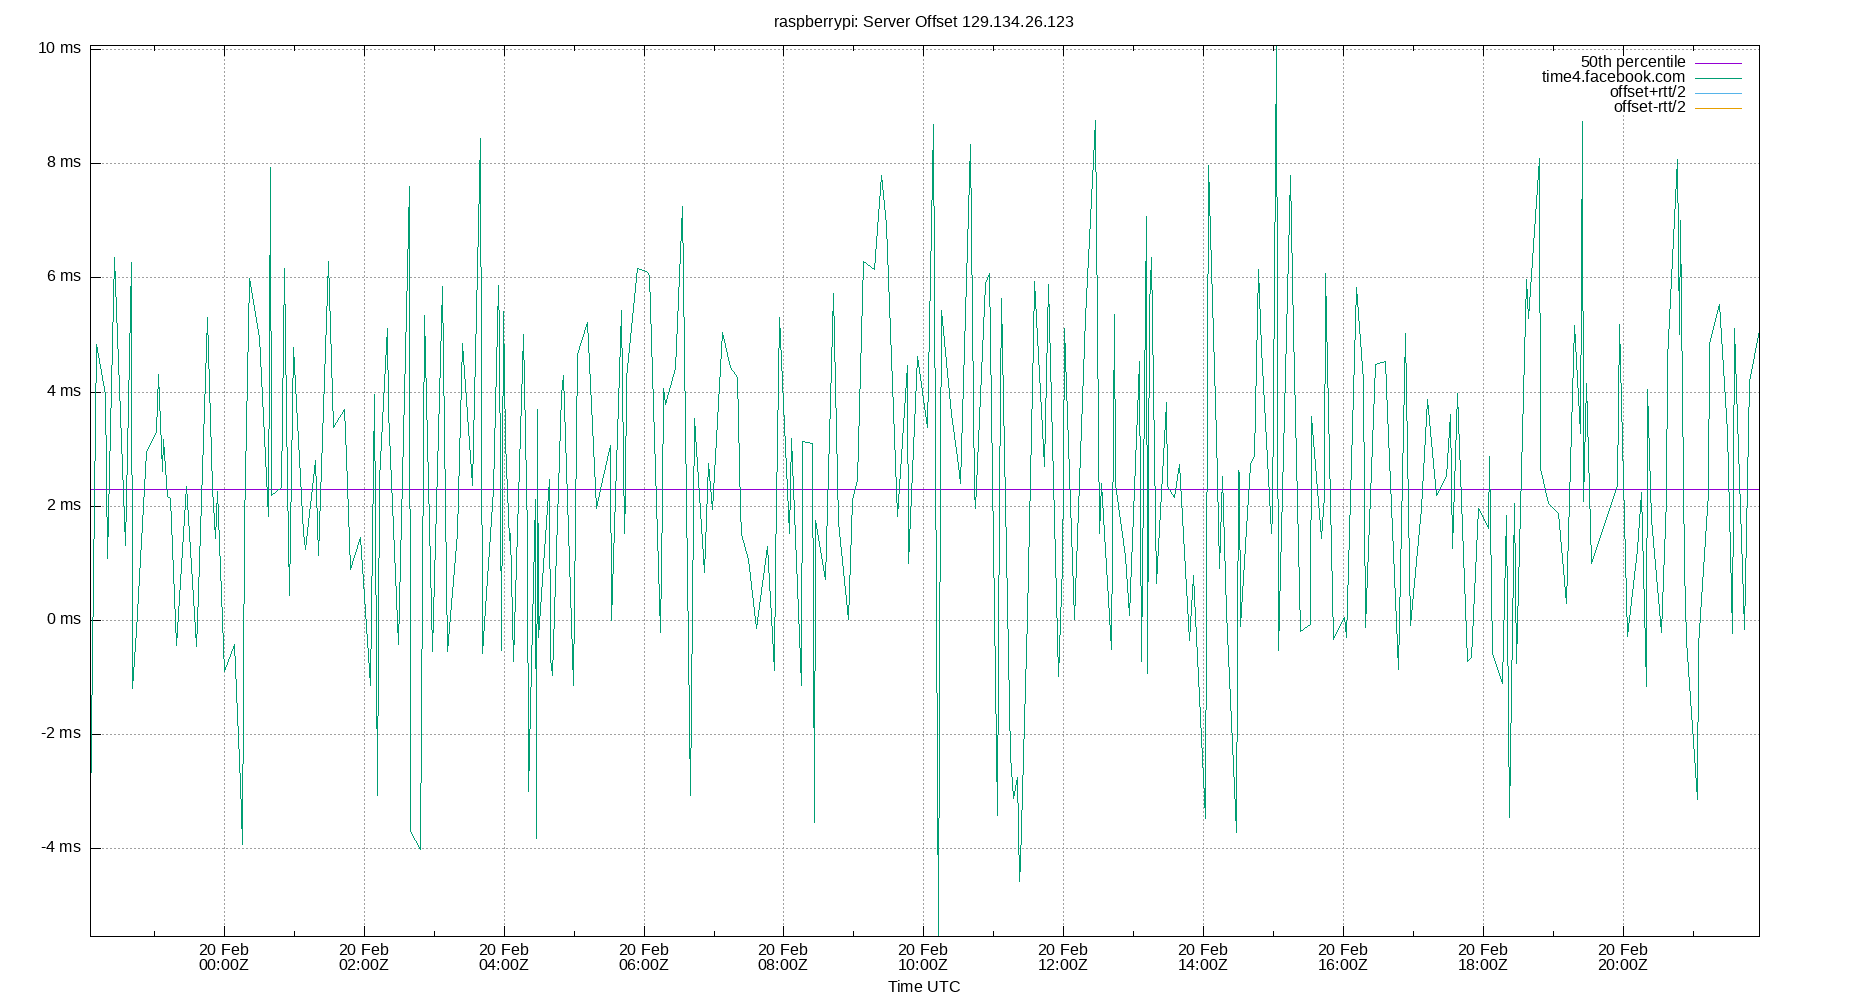 raspberrypi: Server Offset 129.134.26.123
10 ms
8 ms
6 ms
4 ms
2 ms
0 ms
-2 ms
-4 ms
50th percentile
time4.facebook.com
offset+rtt/2
offset-rtt/2
20 Feb 20 Feb 20 Feb 20 Feb 20 Feb 20 Feb 20 Feb 20 Feb 20 Feb 20 Feb 20 Feb
00:00Z 02:00Z 04:00Z 06:00Z 08:00Z 10:00Z 12:00Z 14:00Z 16:00Z 18:00Z 20:00Z
Time UTC